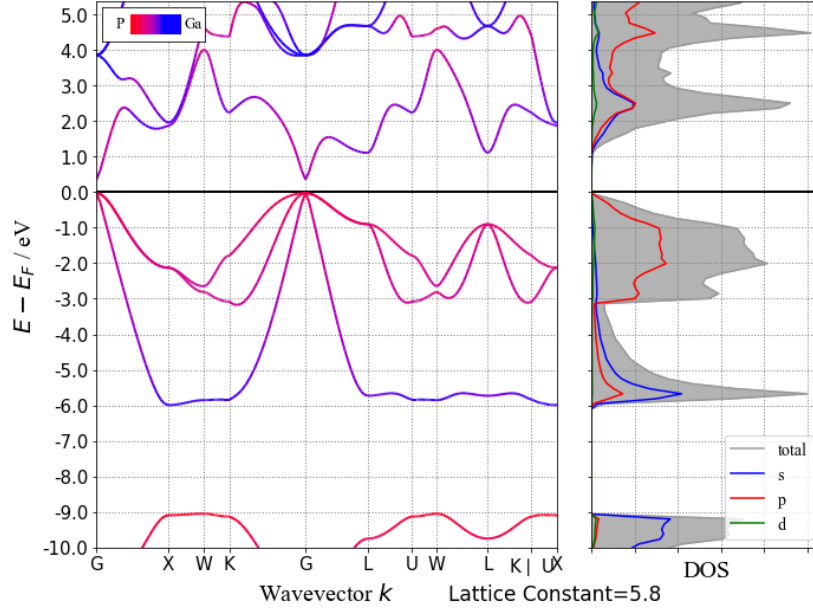 P Ga
5.0
4.0
3.0
2.0
1.0
0.0
-1.0
-2.0
-3.0
-4.0
-5.0
-6.0
-7.0
-8.0
-9.0
-10.0
E − E_F / eV
G X W K G L U W L K | U X
Wavevector k
Lattice Constant=5.8
total
s
p
d
DOS